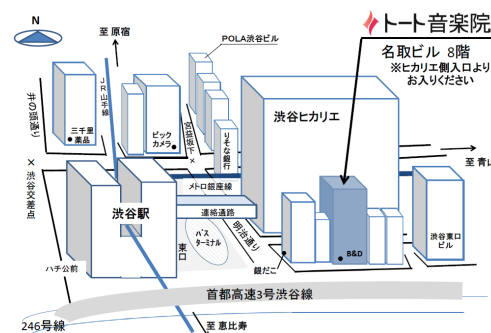 トート音楽院
名取ビル 8階
※ヒカリエ側入口より
お入りください
至 原宿
POLA渋谷ビル
JR山手線
井の頭通り
三千里
薬品
ビック
カメラ
宮益坂下
×
りそな銀行
渋谷ヒカリエ
至 青山
×
渋谷交差点
メトロ銀座線
渋谷駅
連絡通路
バス
ターミナル
東口
明治通り
銀だこ
B&D
渋谷東口
ビル
ハチ公前
首都高速3号渋谷線
246号線
至 恵比寿